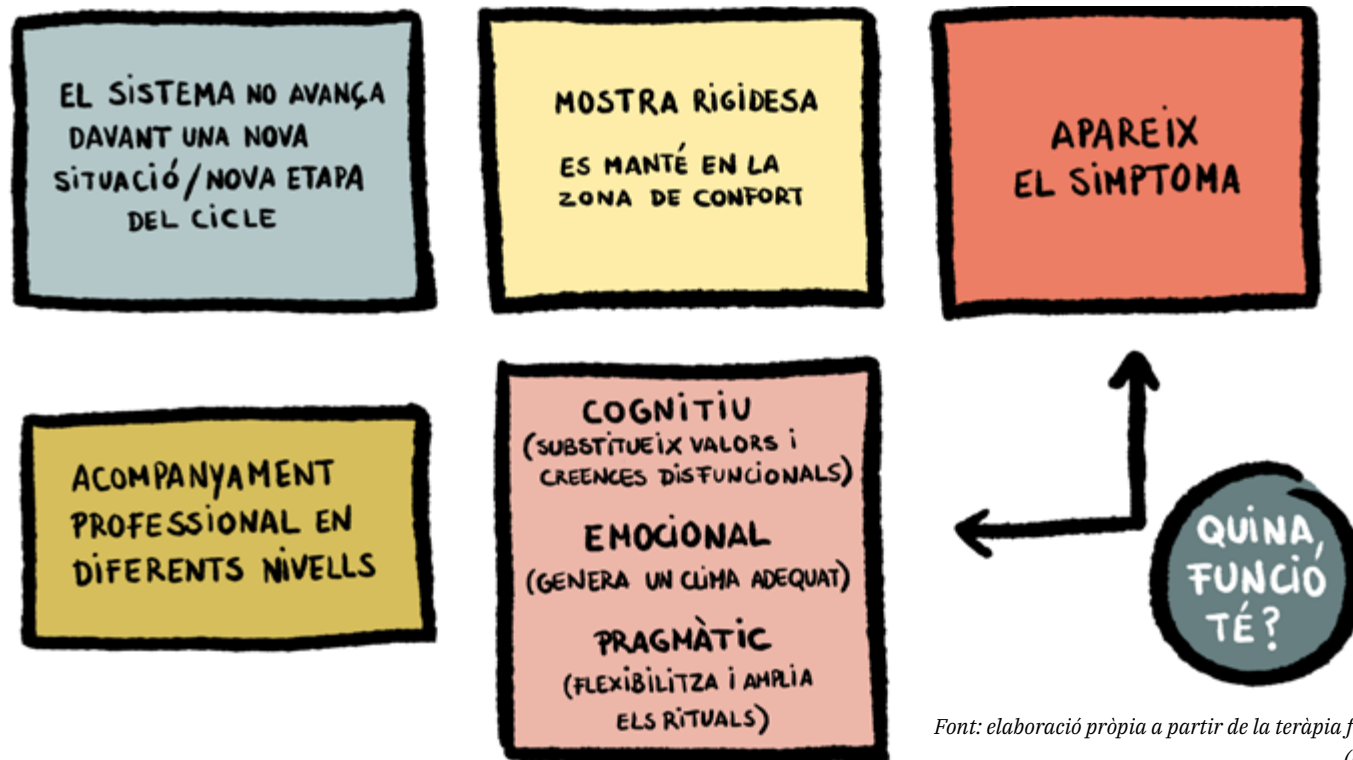 EL SISTEMA NO AVANÇA
DAVANT UNA NOVA
SITUACIÓ/NOVA ETAPA
DEL CICLE
MOSTRA RIGIDESA
ES MANTÉ EN LA
ZONA DE CONFORT
APAREIX
EL SIMPTOMA
ACOMPANYAMENT
PROFESSIONAL EN
DIFERENTS NIVELLS
COGNITIU
(SUBSTITUEIX VALORS I
CREENCES DISFUNCIONALS)
EMOCIONAL
(GENERA UN CLIMA ADEQUAT)
PRAGMÀTIC
(FLEXIBILITZA I AMPLIA
ELS RITUALS)
QUINA
FUNCIÓ
TÉ?
Font: elaboració pròpia a partir de la teràpia